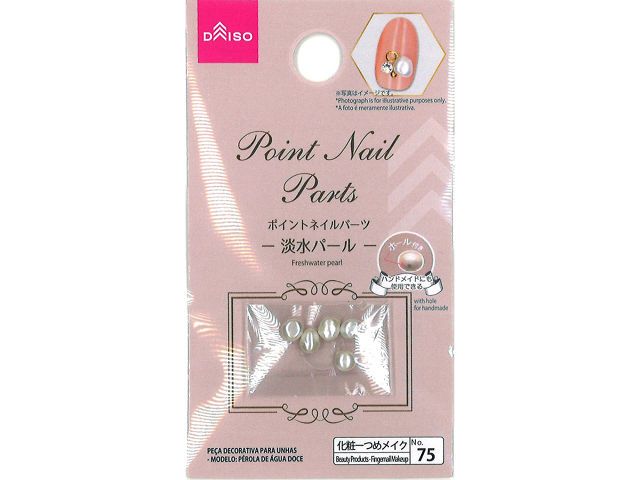 DAISO
※写真はイメージです。
*Photograph is for illustrative purposes only.
*A foto é meramente ilustrativa.
Point Nail
Parts
ポイントネイルパーツ
― 淡水パール ―
Freshwater pearl
ホール付き
ハンドメイドにも
使用できる
with hole
for handmade
PEÇA DECORATIVA PARA UNHAS
- MODELO: PÉROLA DE ÁGUA DOCE
化粧―つめメイク
Beauty Products - Fingernail Makeup
No.
75